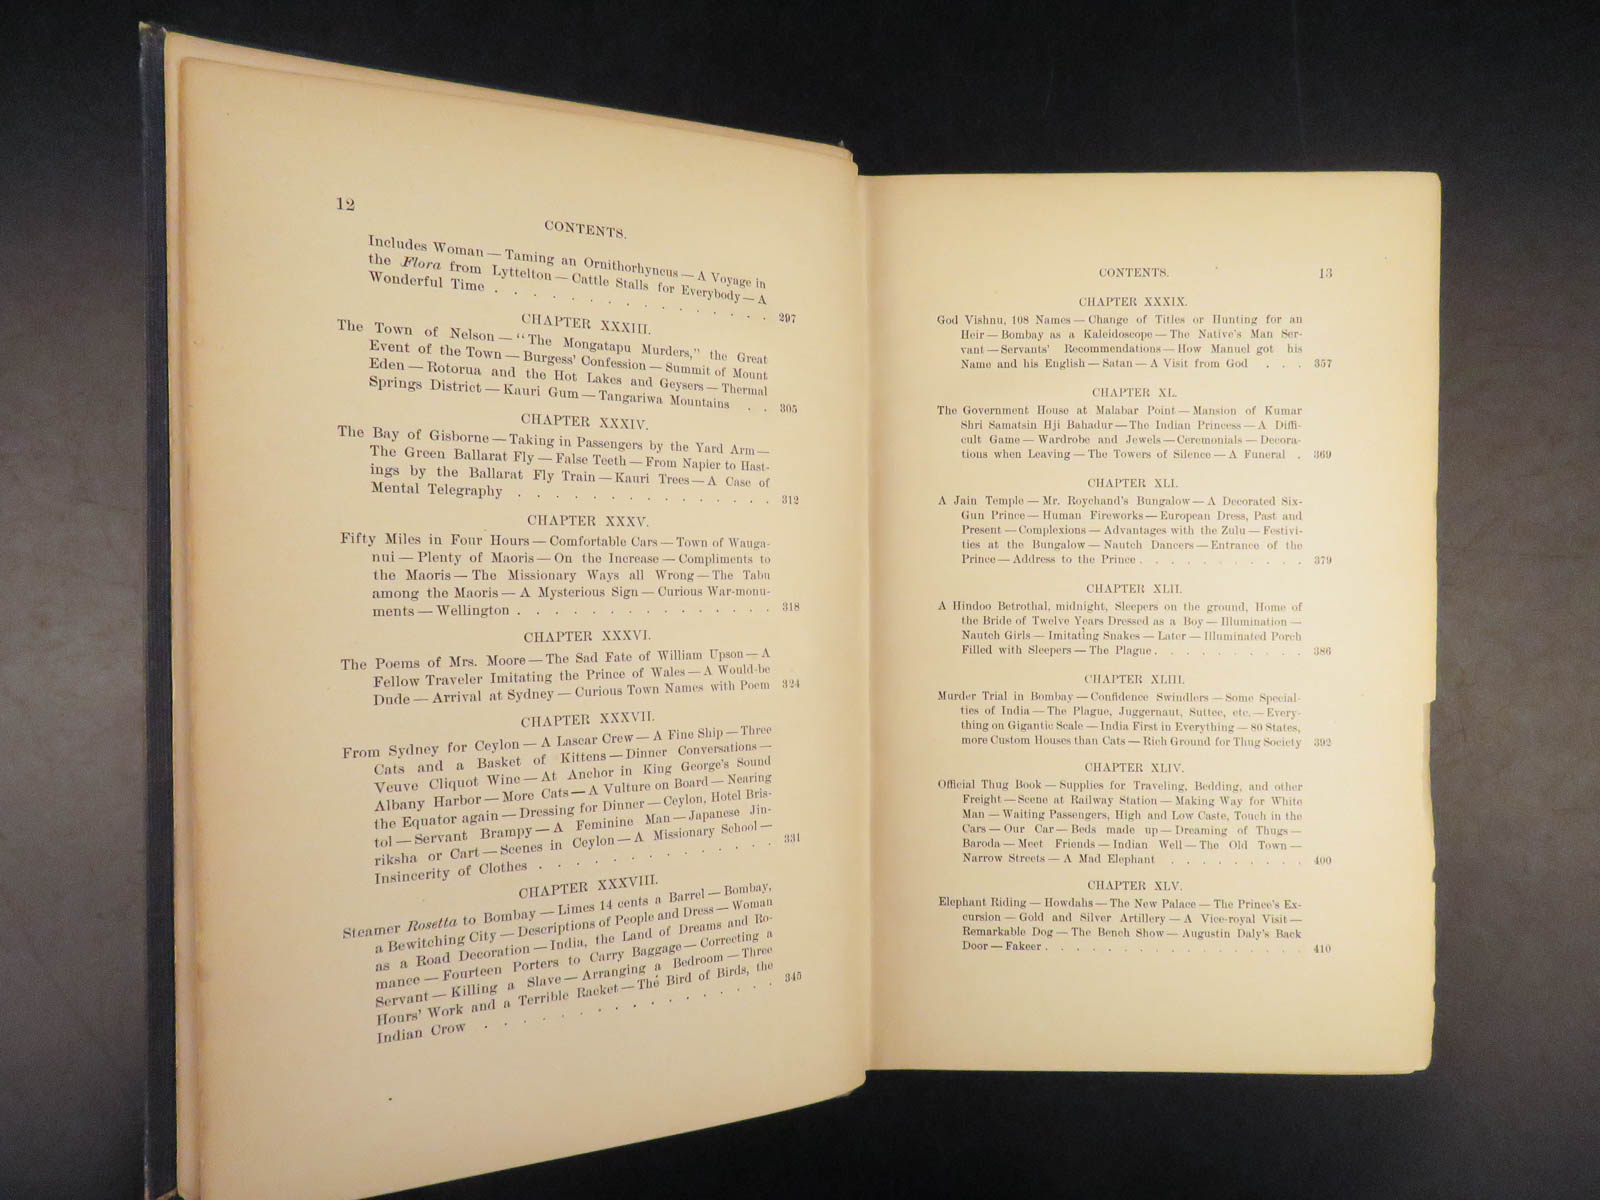 12
CONTENTS.
Includes Woman — Taming an Ornithorhyncus — A Voyage in
the Flora from Lyttelton — Cattle Stalls for Everybody — A
Wonderful Time . . . . . . . . . . . . . . . 297
CHAPTER XXXIII.
The Town of Nelson — "The Mongatapu Murders," the Great
Event of the Town — Burgess' Confession — Summit of Mount
Eden — Rotorua and the Hot Lakes and Geysers — Thermal
Springs District — Kauri Gum — Tangariwa Mountains . . 305
CHAPTER XXXIV.
The Bay of Gisborne — Taking in Passengers by the Yard Arm —
The Green Ballarat Fly — False Teeth — From Napier to Hast-
ings by the Ballarat Fly Train — Kauri Trees — A Case of
Mental Telegraphy . . . . . . . . . . . . . . . 312
CHAPTER XXXV.
Fifty Miles in Four Hours — Comfortable Cars — Town of Wauga-
nui — Plenty of Maoris — On the Increase — Compliments to
the Maoris — The Missionary Ways all Wrong — The Tabu
among the Maoris — A Mysterious Sign — Curious War-monu-
ments — Wellington . . . . . . . . . . . . . . . 318
CHAPTER XXXVI.
The Poems of Mrs. Moore — The Sad Fate of William Upson — A
Fellow Traveler Imitating the Prince of Wales — A Would-be
Dude — Arrival at Sydney — Curious Town Names with Poem 324
CHAPTER XXXVII.
From Sydney for Ceylon — A Lascar Crew — A Fine Ship — Three
Cats and a Basket of Kittens — Dinner Conversations —
Veuve Cliquot Wine — At Anchor in King George's Sound
Albany Harbor — More Cats — A Vulture on Board — Nearing
the Equator again — Dressing for Dinner — Ceylon, Hotel Bris-
tol — Servant Brampy — A Feminine Man — Japanese Jin-
riksha or Cart — Scenes in Ceylon — A Missionary School —
Insincerity of Clothes . . . . . . . . . . . . . . 331
CHAPTER XXXVIII.
Steamer Rosetta to Bombay — Limes 14 cents a Barrel — Bombay,
a Bewitching City — Descriptions of People and Dress — Woman
as a Road Decoration — India, the Land of Dreams and Ro-
mance — Fourteen Porters to Carry Baggage — Correcting a
Servant — Killing a Slave — Arranging a Bedroom — Three
Hours' Work and a Terrible Racket — The Bird of Birds, the
Indian Crow . . . . . . . . . . . . . . . . 345
CONTENTS. 13
CHAPTER XXXIX.
God Vishnu, 108 Names — Change of Titles or Hunting for an
Heir — Bombay as a Kaleidoscope — The Native's Man Ser-
vant — Servants' Recommendations — How Manuel got his
Name and his English — Satan — A Visit from God . . . 357
CHAPTER XL.
The Government House at Malabar Point — Mansion of Kumar
Shri Samatsin Hji Bahadur — The Indian Princess — A Diffi-
cult Game — Wardrobe and Jewels — Ceremonials — Decora-
tions when Leaving — The Towers of Silence — A Funeral . 369
CHAPTER XLI.
A Jain Temple — Mr. Roychand's Bungalow — A Decorated Six-
Gun Prince — Human Fireworks — European Dress, Past and
Present — Complexions — Advantages with the Zulu — Festivi-
ties at the Bungalow — Nautch Dancers — Entrance of the
Prince — Address to the Prince . . . . . . . . . . . 379
CHAPTER XLII.
A Hindoo Betrothal, midnight, Sleepers on the ground, Home of
the Bride of Twelve Years Dressed as a Boy — Illumination —
Nautch Girls — Imitating Snakes — Later — Illuminated Porch
Filled with Sleepers — The Plague . . . . . . . . . . 386
CHAPTER XLIII.
Murder Trial in Bombay — Confidence Swindlers — Some Special-
ties of India — The Plague, Juggernaut, Suttee, etc. — Every-
thing on Gigantic Scale — India First in Everything — 80 States,
more Custom Houses than Cats — Rich Ground for Thug Society 392
CHAPTER XLIV.
Official Thug Book — Supplies for Traveling, Bedding, and other
Freight — Scene at Railway Station — Making Way for White
Man — Waiting Passengers, High and Low Caste, Touch in the
Cars — Our Car — Beds made up — Dreaming of Thugs —
Baroda — Meet Friends — Indian Well — The Old Town —
Narrow Streets — A Mad Elephant . . . . . . . . . 400
CHAPTER XLV.
Elephant Riding — Howdahs — The New Palace — The Prince's Ex-
cursion — Gold and Silver Artillery — A Vice-royal Visit —
Remarkable Dog — The Bench Show — Augustin Daly's Back
Door — Fakeer . . . . . . . . . . . . . . . . . 410